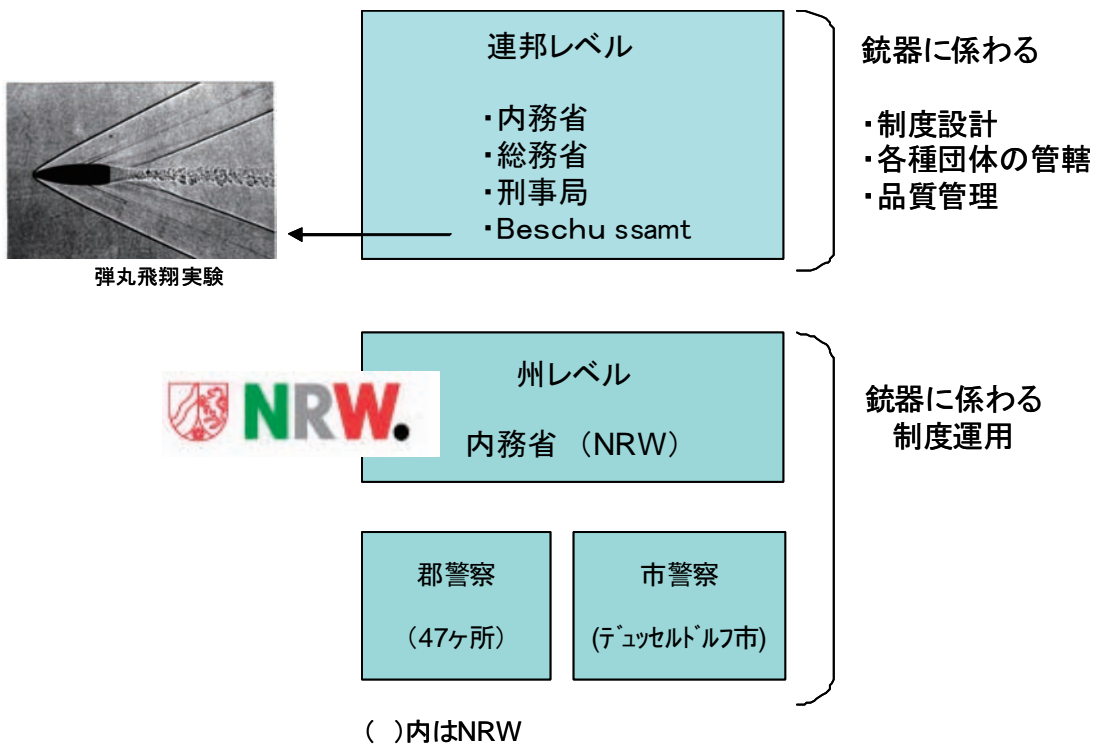 連邦レベル
・内務省
・総務省
・刑事局
・Beschu ssamt
銃器に係わる
・制度設計
・各種団体の管轄
・品質管理
弾丸飛翔実験
NRW.
州レベル
内務省 （NRW）
銃器に係わる
制度運用
郡警察
（47ヶ所）
市警察
(ﾃﾞｭｯｾﾙﾄﾞﾙﾌ市)
( )内はNRW